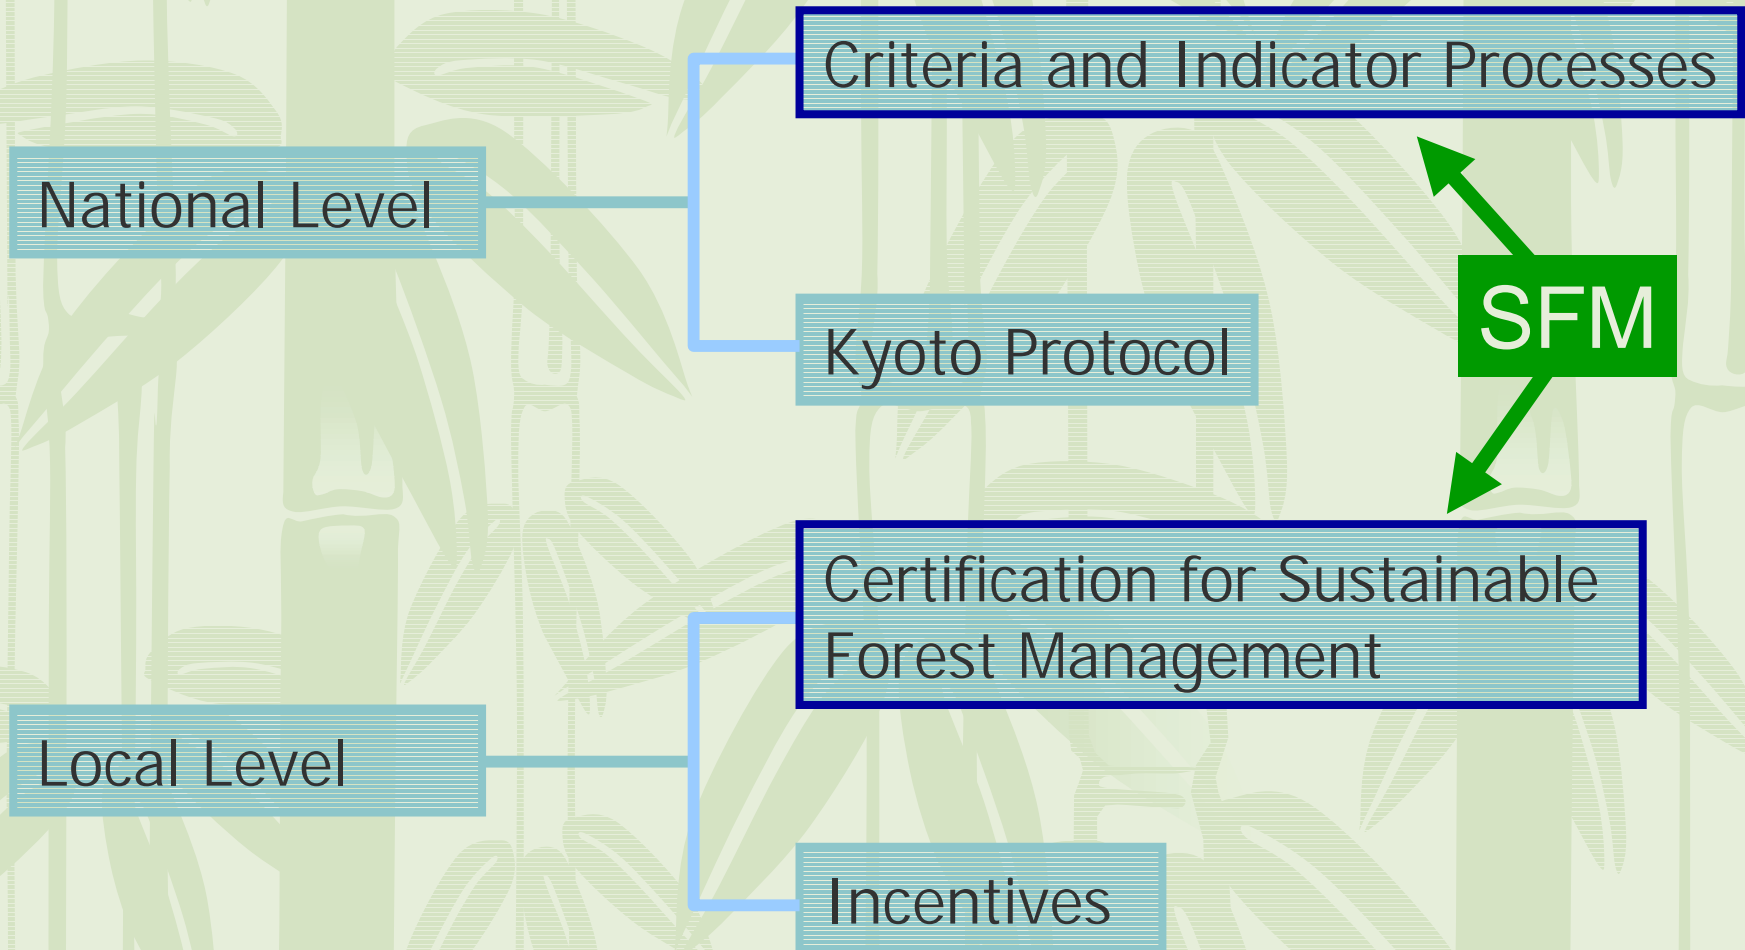 Criteria and Indicator Processes
National Level
Kyoto Protocol
SFM
Certification for Sustainable
Forest Management
Local Level
Incentives